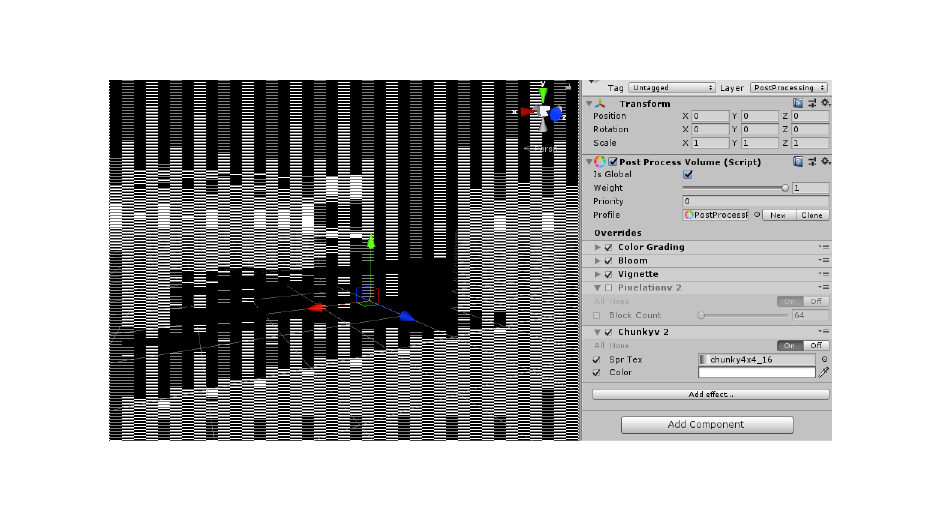 y
x
z
< Persp
Tag Untagged Layer PostProcessing
Transform
Position X 0 Y 0 Z 0
Rotation X 0 Y 0 Z 0
Scale X 1 Y 1 Z 1
Post Process Volume (Script)
Is Global
Weight 1
Priority 0
Profile PostProcessF New Clone
Overrides
Color Grading
Bloom
Vignette
Pixelationv 2
All None On Off
Block Count 64
Chunkyv 2
All None On Off
Spr Tex chunky4x4_16
Color
Add effect...
Add Component